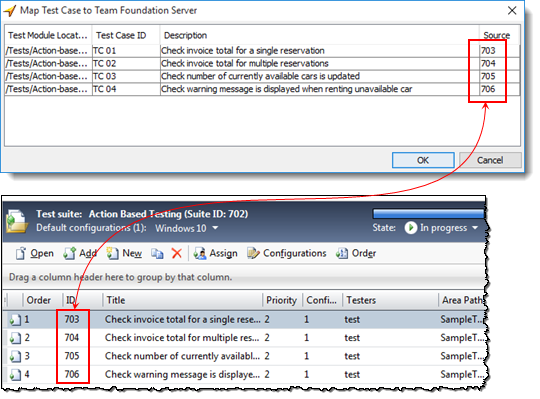 Map Test Case to Team Foundation Server
Test Module Locat... Test Case ID Description Source
/Tests/Action-base... TC 01 Check invoice total for a single reservation 703
/Tests/Action-base... TC 02 Check invoice total for multiple reservations 704
/Tests/Action-base... TC 03 Check number of currently available cars is updated 705
/Tests/Action-base... TC 04 Check warning message is displayed when renting unavailable car 706
OK Cancel
Test suite: Action Based Testing (Suite ID: 702)
Default configurations (1): Windows 10 State: In progress
Open Add New Assign Configurations Order
Drag a column header here to group by that column.
Order ID Title Priority Confi... Testers Area Path
1 703 Check invoice total for a single rese... 2 1 test SampleT...
2 704 Check invoice total for multiple res... 2 1 test SampleT...
3 705 Check number of currently availabl... 2 1 test SampleT...
4 706 Check warning message is displaye... 2 1 test SampleT...